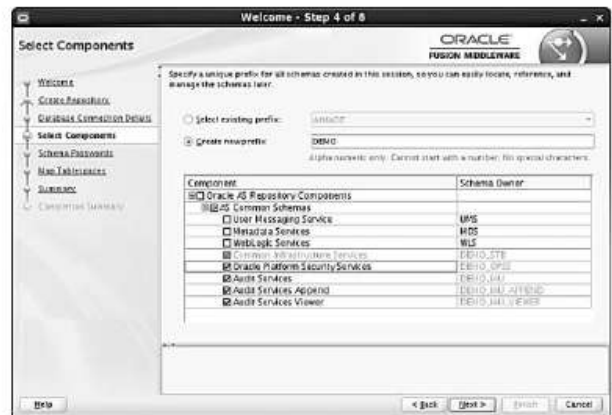 Welcome - Step 4 of 8
Select Components
ORACLE
FUSION MIDDLEWARE
Welcome
Create Repository
Database Connection Details
Select Components
Schema Passwords
Map Tablespaces
Summary
Completion Summary
Specify a unique prefix for all schemas created in this session, so you can easily locate, reference, and
manage the schemas later.
Select existing prefix:
Create new prefix: DEMO
Alpha numeric only. Cannot start with a number. No special characters.
Component Schema Owner
Oracle AS Repository Components
AS Common Schemas
User Messaging Service UMS
Metadata Services MDS
WebLogic Services WLS
Common Infrastructure Services DEMO_STB
Oracle Platform Security Services DEMO_OPSS
Audit Services DEMO_IAU
Audit Services Append DEMO_IAU_APPEND
Audit Services Viewer DEMO_IAU_VIEWER
Help
< Back
Next >
Finish
Cancel